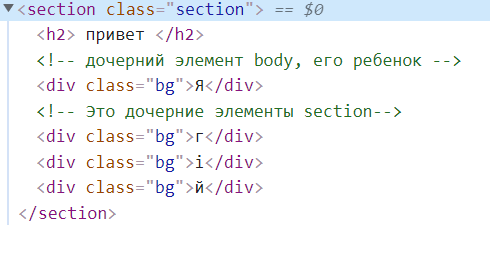 ▼<section class="section"> == $0
<h2> привет </h2>
<!-- дочерний элемент body, его ребенок -->
<div class="bg">Я</div>
<!-- Это дочерние элементы section-->
<div class="bg">г</div>
<div class="bg">і</div>
<div class="bg">й</div>
</section>